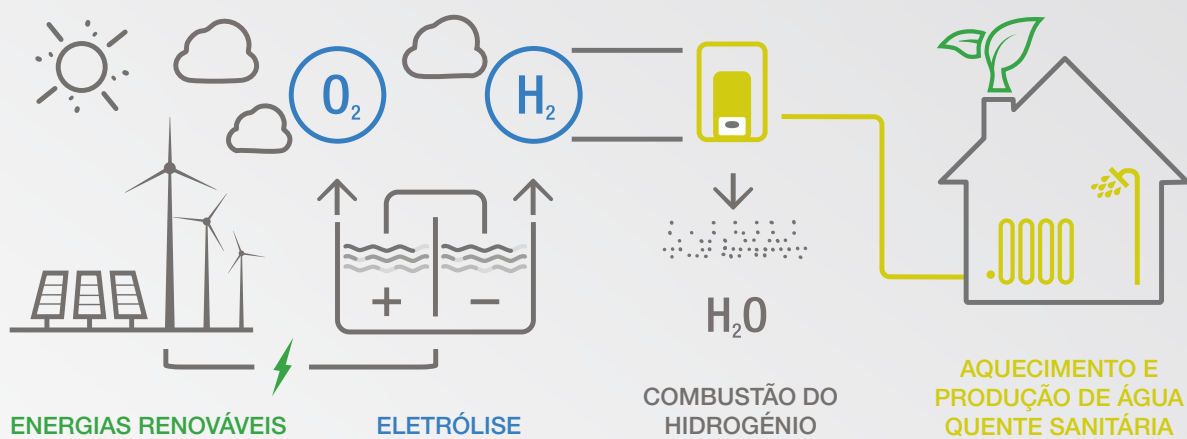 O₂
H₂
+
−
H₂O
ENERGIAS RENOVÁVEIS
ELETRÓLISE
COMBUSTÃO DO
HIDROGÉNIO
AQUECIMENTO E
PRODUÇÃO DE ÁGUA
QUENTE SANITÁRIA